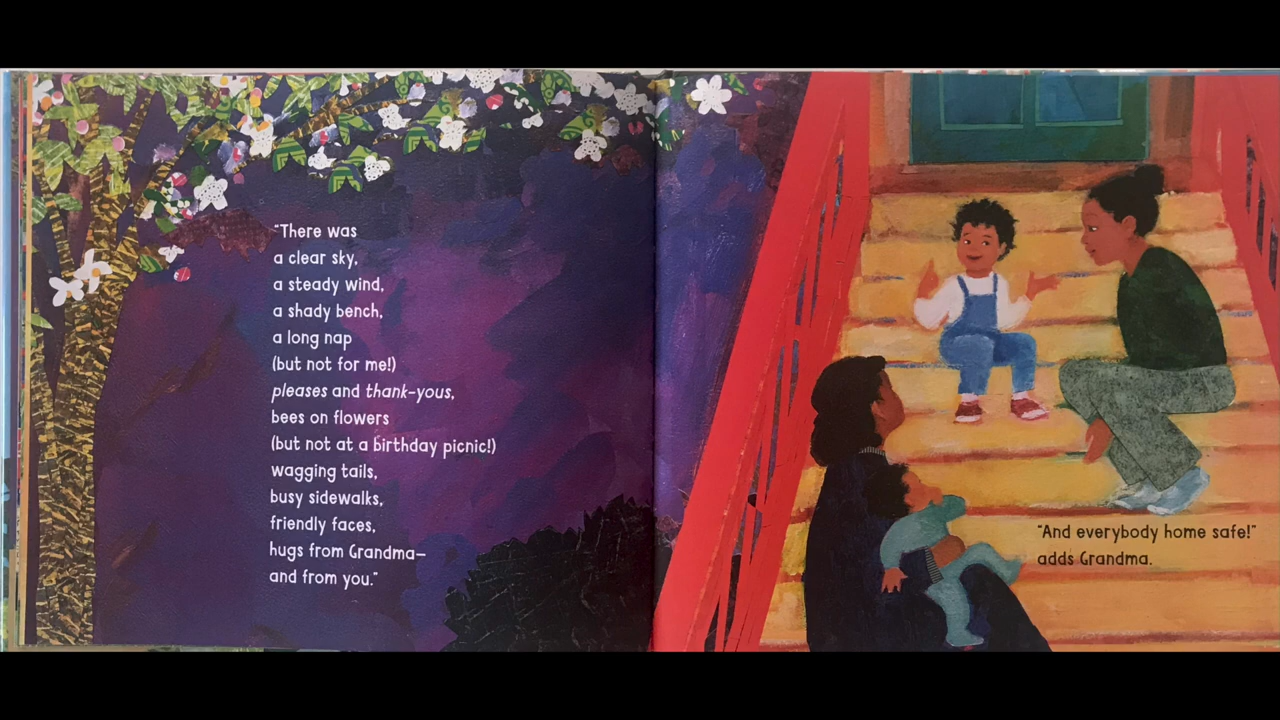 "There was
a clear sky,
a steady wind,
a shady bench,
a long nap
(but not for me!)
pleases and thank-yous,
bees on flowers
(but not at a birthday picnic!)
wagging tails,
busy sidewalks,
friendly faces,
hugs from Grandma—
and from you."
"And everybody home safe!"
adds Grandma.